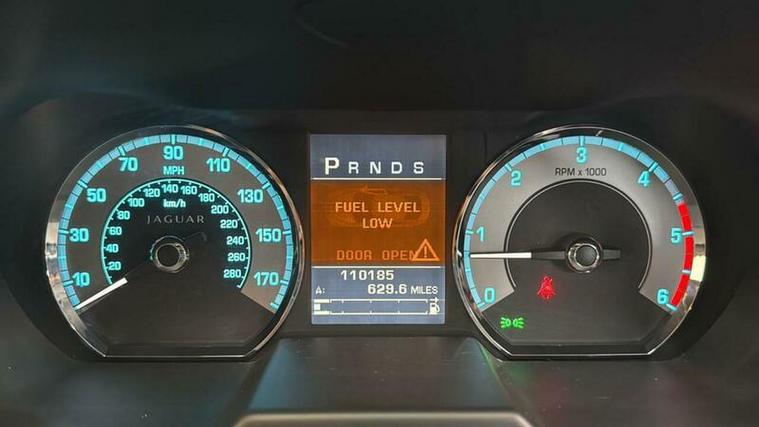 P R N D S
FUEL LEVEL
LOW
DOOR OPEN
110185
A: 629.6 MILES
10 30 50 70 90 110 130 150 170
MPH
20 40 60 80 100 120 140 160 180 200 220 240 260 280
km/h
JAGUAR
0 1 2 3 4 5 6
RPM x 1000